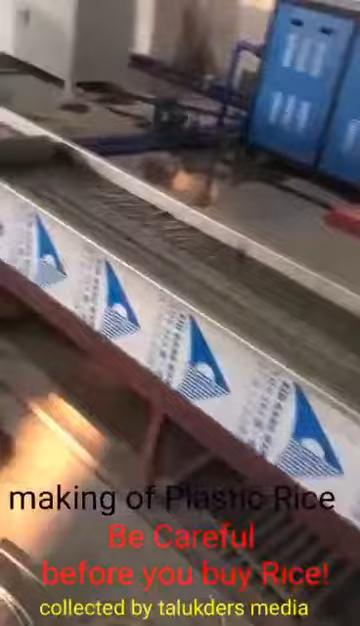 making of Plastic Rice
Be Careful
before you buy Rice!
collected by talukders media